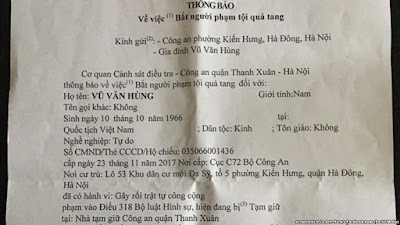 THÔNG BÁO
Về việc (1) Bắt người phạm tội quả tang
Kính gửi(2): - Công an phường Kiến Hưng, Hà Đông, Hà Nội
- Gia đình Vũ Văn Hùng
Cơ quan Cảnh sát điều tra - Công an quận Thanh Xuân - Hà Nội
thông báo về việc(1) Bắt người phạm tội quả tang đối với:
Họ tên: VŨ VĂN HÙNG Giới tính:Nam
Tên gọi khác: Không
Sinh ngày 10 tháng 10 năm 1966 tại:
Quốc tịch Việt Nam ; Dân tộc: Kinh ; Tôn giáo: Không
Nghề nghiệp: Tự do
Số CMND/Thẻ CCCD/Hộ chiếu: 035066001436
cấp ngày 23 tháng 11 năm 2017 Nơi cấp: Cục C72 Bộ Công An
Nơi cư trú: Lô 53 Khu dân cư mới Đa Sỹ, tổ 5 phường Kiến Hưng, quận Hà Đông,
Hà Nội
đã có hành vi: Gây rối trật tự công cộng
phạm vào Điều 318 Bộ luật Hình sự, hiện đang bị(3) Tạm giữ
tại: Nhà tạm giữ Công an quận Thanh Xuân